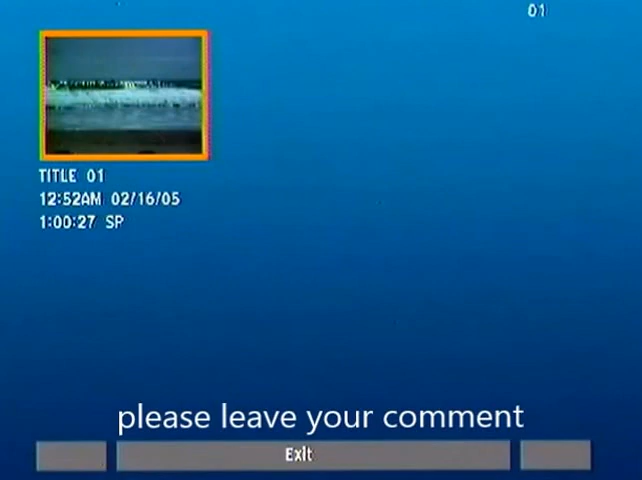 01
TITLE 01
12:52AM 02/16/05
1:00:27 SP
please leave your comment
Exit